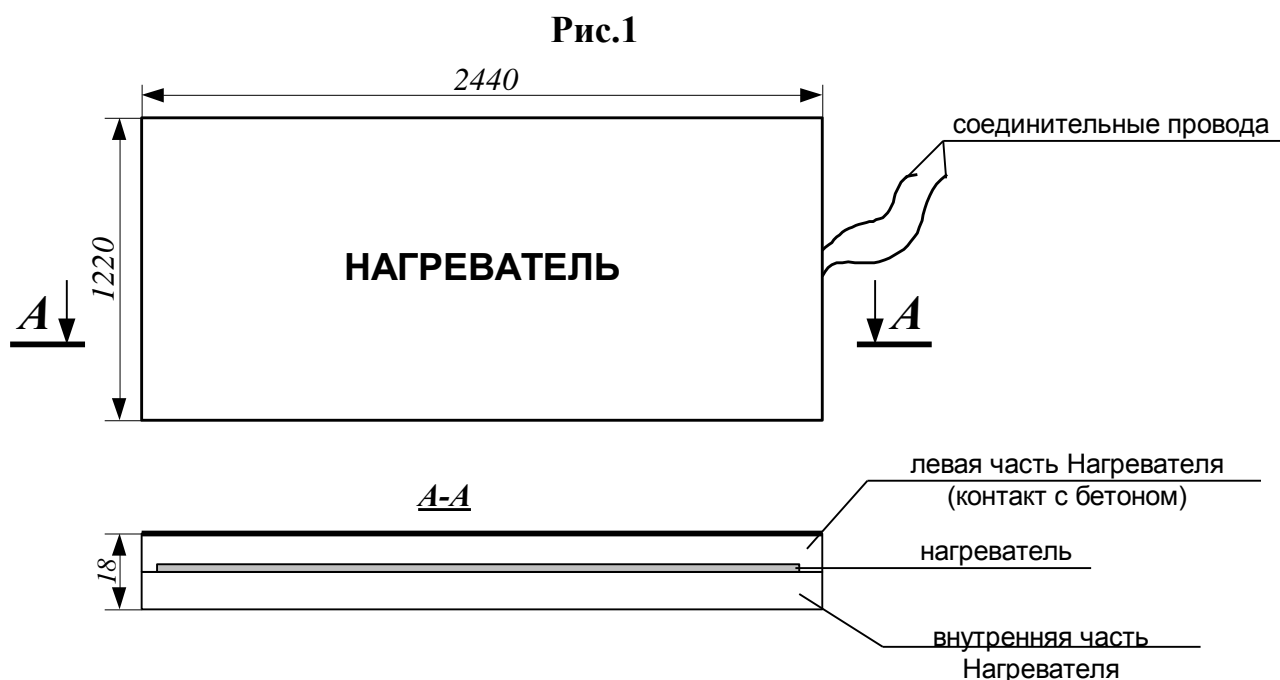 Рис.1
2440
соединительные провода
1220
НАГРЕВАТЕЛЬ
А
А
левая часть Нагревателя
(контакт с бетоном)
А-А
18
нагреватель
внутренняя часть
Нагревателя